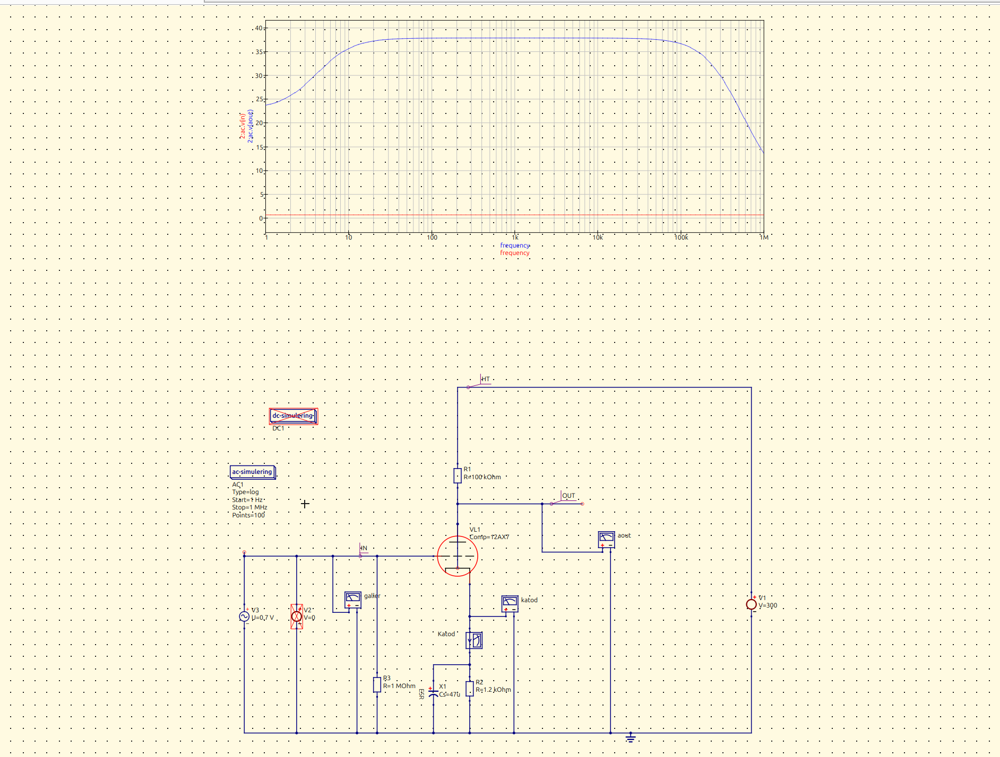 40
35
30
25
20
15
10
5
0
2:ac.v(in)
2:ac.v(aout)
1
10
100
1k
10k
100k
1M
frequency
frequency
HT
dc-simulering
DC1
ac-simulering
AC1
Type=log
Start=1 Hz
Stop=1 MHz
Points=100
R1
R=100 kOhm
OUT
VL1
Comp=12AX7
aout
IN
galler
katod
V3
U=0.7 V
V2
V=0
V1
V=300
Katod
R3
R=1 MOhm
ESR
X1
Cs=47u
R2
R=1.2 kOhm